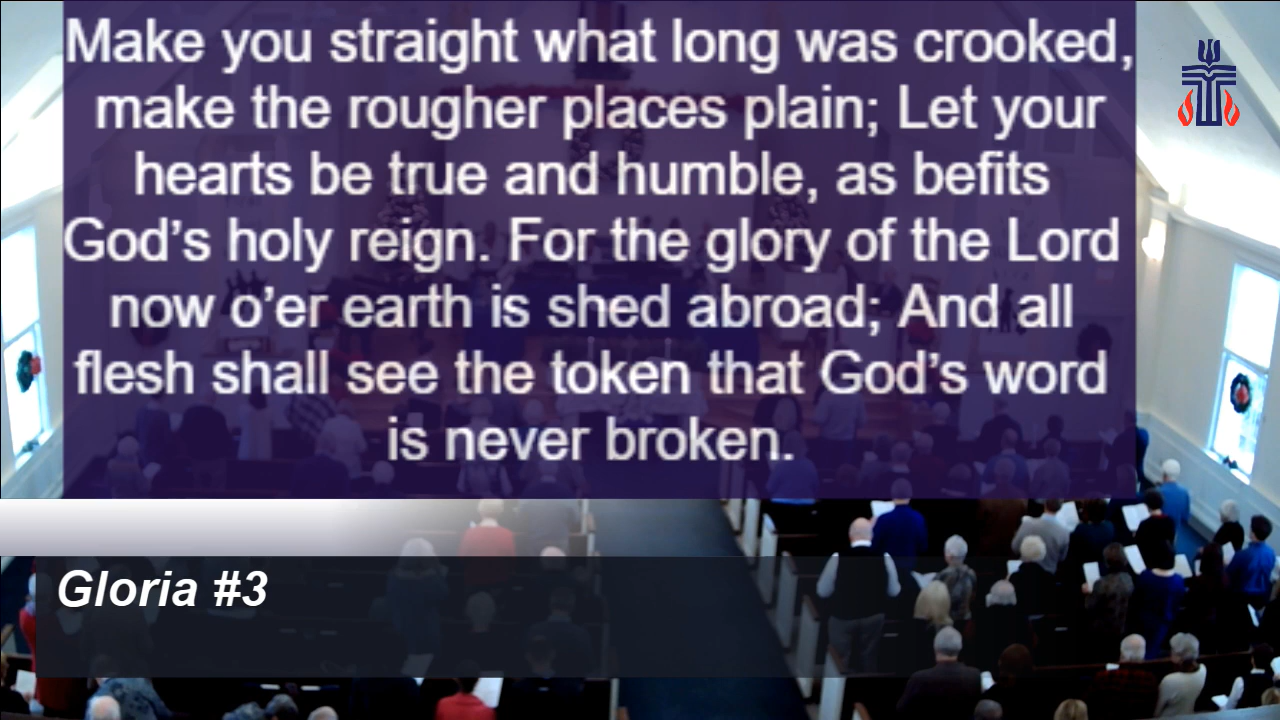 Make you straight what long was crooked,
make the rougher places plain; Let your
hearts be true and humble, as befits
God’s holy reign. For the glory of the Lord
now o’er earth is shed abroad; And all
flesh shall see the token that God’s word
is never broken.
Gloria #3